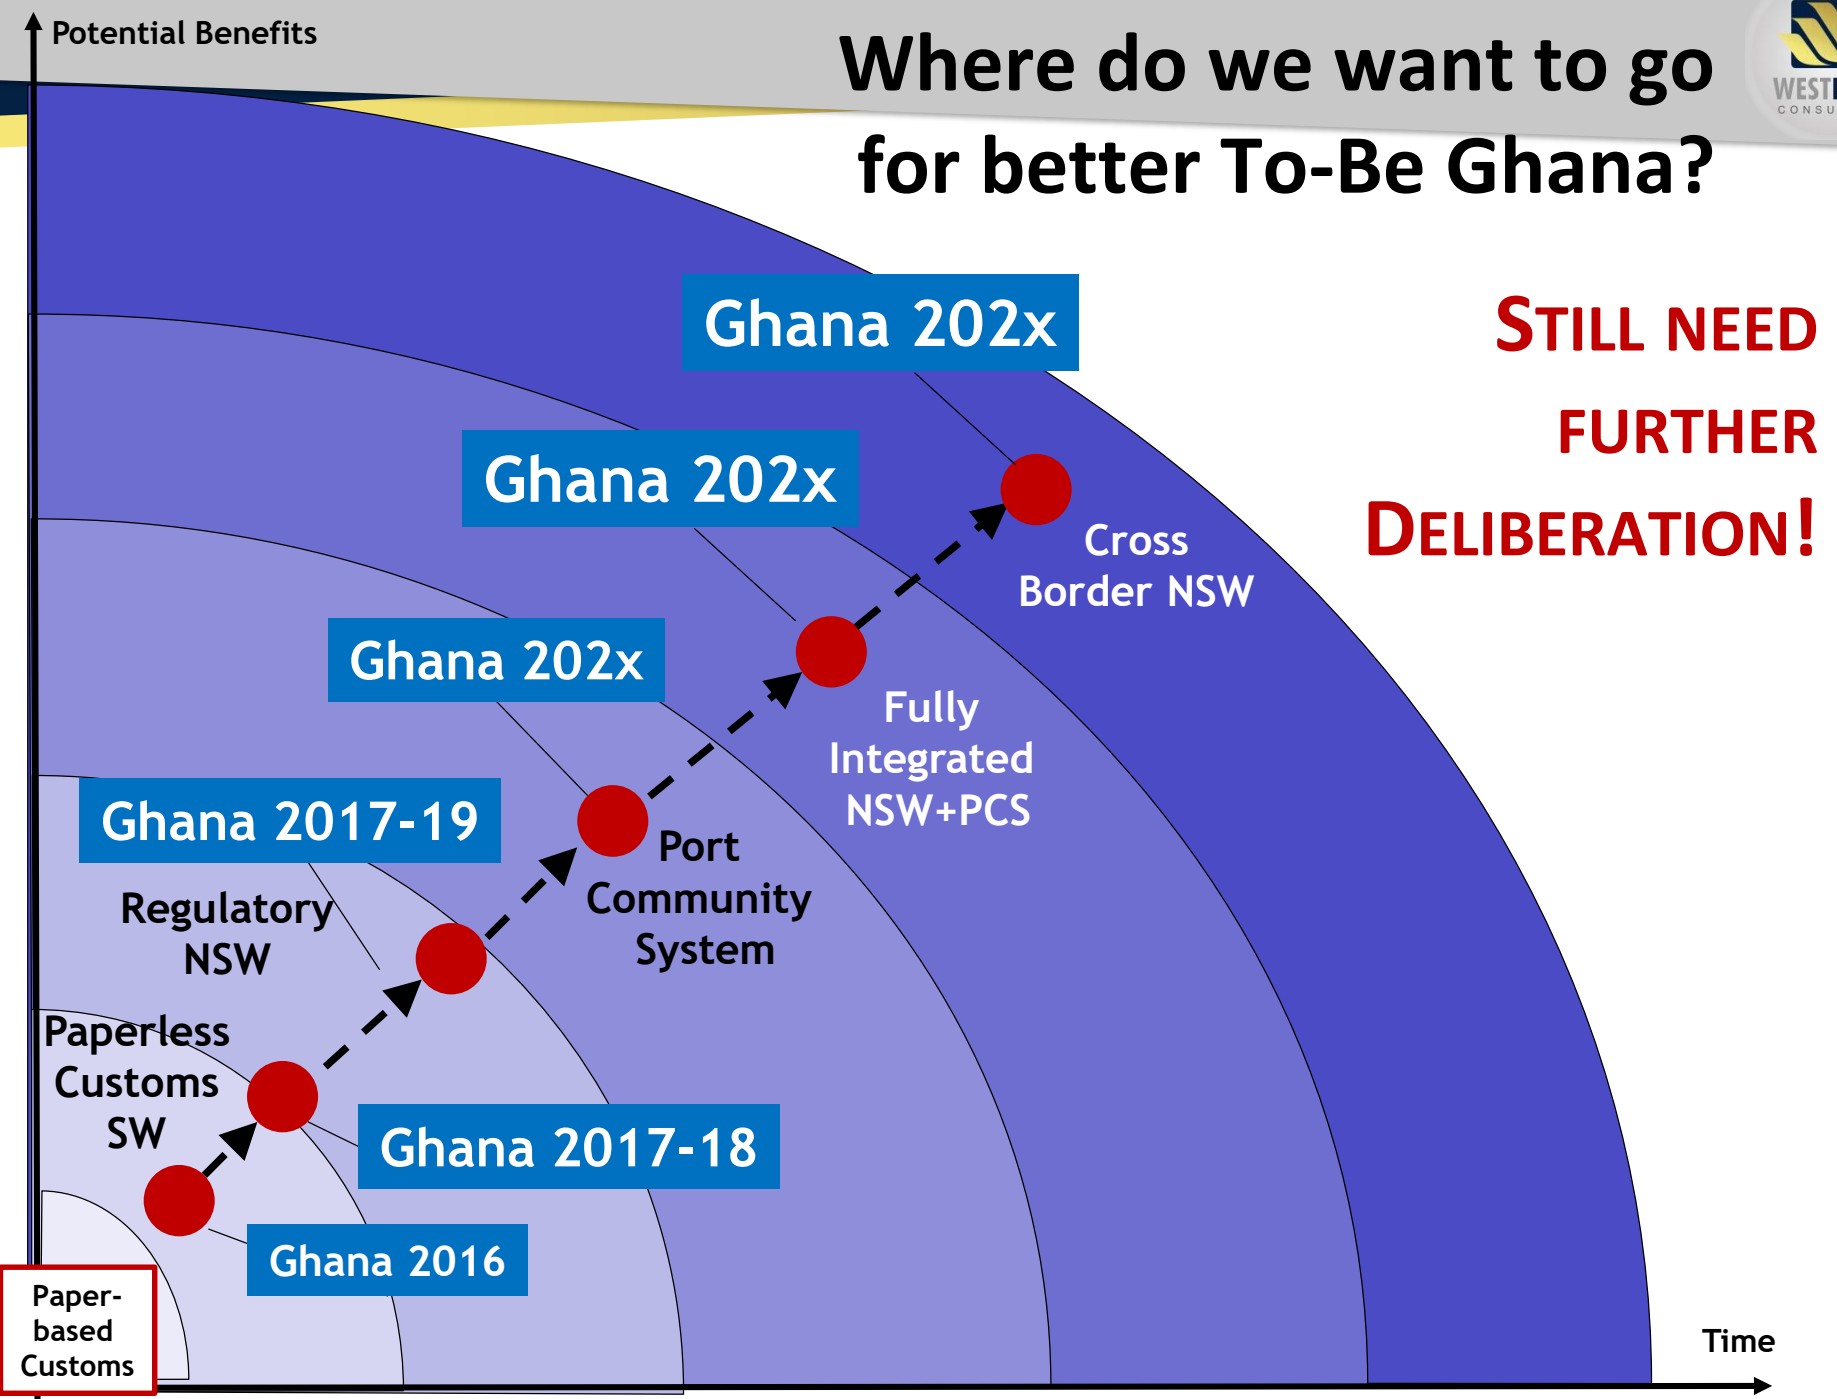 Potential Benefits
Where do we want to go
for better To-Be Ghana?
STILL NEED
FURTHER
DELIBERATION!
Ghana 202x
Cross
Border NSW
Ghana 202x
Fully
Integrated
NSW+PCS
Ghana 202x
Port
Community
System
Ghana 2017-19
Regulatory
NSW
Paperless
Customs
SW
Ghana 2017-18
Ghana 2016
Paper-
based
Customs
Time